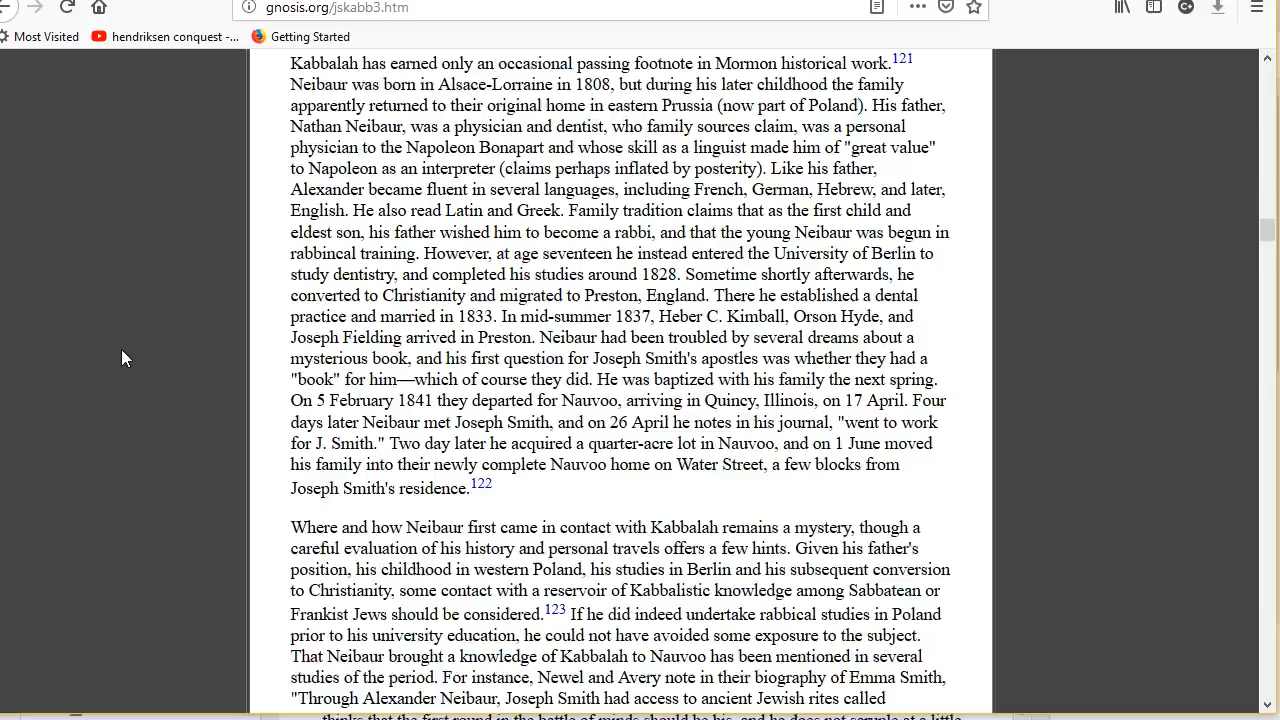 gnosis.org/jskabb3.htm
Most Visited
hendriksen conquest -...
Getting Started
Kabbalah has earned only an occasional passing footnote in Mormon historical work.121
Neibaur was born in Alsace-Lorraine in 1808, but during his later childhood the family
apparently returned to their original home in eastern Prussia (now part of Poland). His father,
Nathan Neibaur, was a physician and dentist, who family sources claim, was a personal
physician to the Napoleon Bonapart and whose skill as a linguist made him of "great value"
to Napoleon as an interpreter (claims perhaps inflated by posterity). Like his father,
Alexander became fluent in several languages, including French, German, Hebrew, and later,
English. He also read Latin and Greek. Family tradition claims that as the first child and
eldest son, his father wished him to become a rabbi, and that the young Neibaur was begun in
rabbincal training. However, at age seventeen he instead entered the University of Berlin to
study dentistry, and completed his studies around 1828. Sometime shortly afterwards, he
converted to Christianity and migrated to Preston, England. There he established a dental
practice and married in 1833. In mid-summer 1837, Heber C. Kimball, Orson Hyde, and
Joseph Fielding arrived in Preston. Neibaur had been troubled by several dreams about a
mysterious book, and his first question for Joseph Smith's apostles was whether they had a
"book" for him—which of course they did. He was baptized with his family the next spring.
On 5 February 1841 they departed for Nauvoo, arriving in Quincy, Illinois, on 17 April. Four
days later Neibaur met Joseph Smith, and on 26 April he notes in his journal, "went to work
for J. Smith." Two day later he acquired a quarter-acre lot in Nauvoo, and on 1 June moved
his family into their newly complete Nauvoo home on Water Street, a few blocks from
Joseph Smith's residence.122
Where and how Neibaur first came in contact with Kabbalah remains a mystery, though a
careful evaluation of his history and personal travels offers a few hints. Given his father's
position, his childhood in western Poland, his studies in Berlin and his subsequent conversion
to Christianity, some contact with a reservoir of Kabbalistic knowledge among Sabbatean or
Frankist Jews should be considered.123 If he did indeed undertake rabbical studies in Poland
prior to his university education, he could not have avoided some exposure to the subject.
That Neibaur brought a knowledge of Kabbalah to Nauvoo has been mentioned in several
studies of the period. For instance, Newel and Avery note in their biography of Emma Smith,
"Through Alexander Neibaur, Joseph Smith had access to ancient Jewish rites called
thinks that the first round in the battle of minds should be his, and he does not scruple at a little